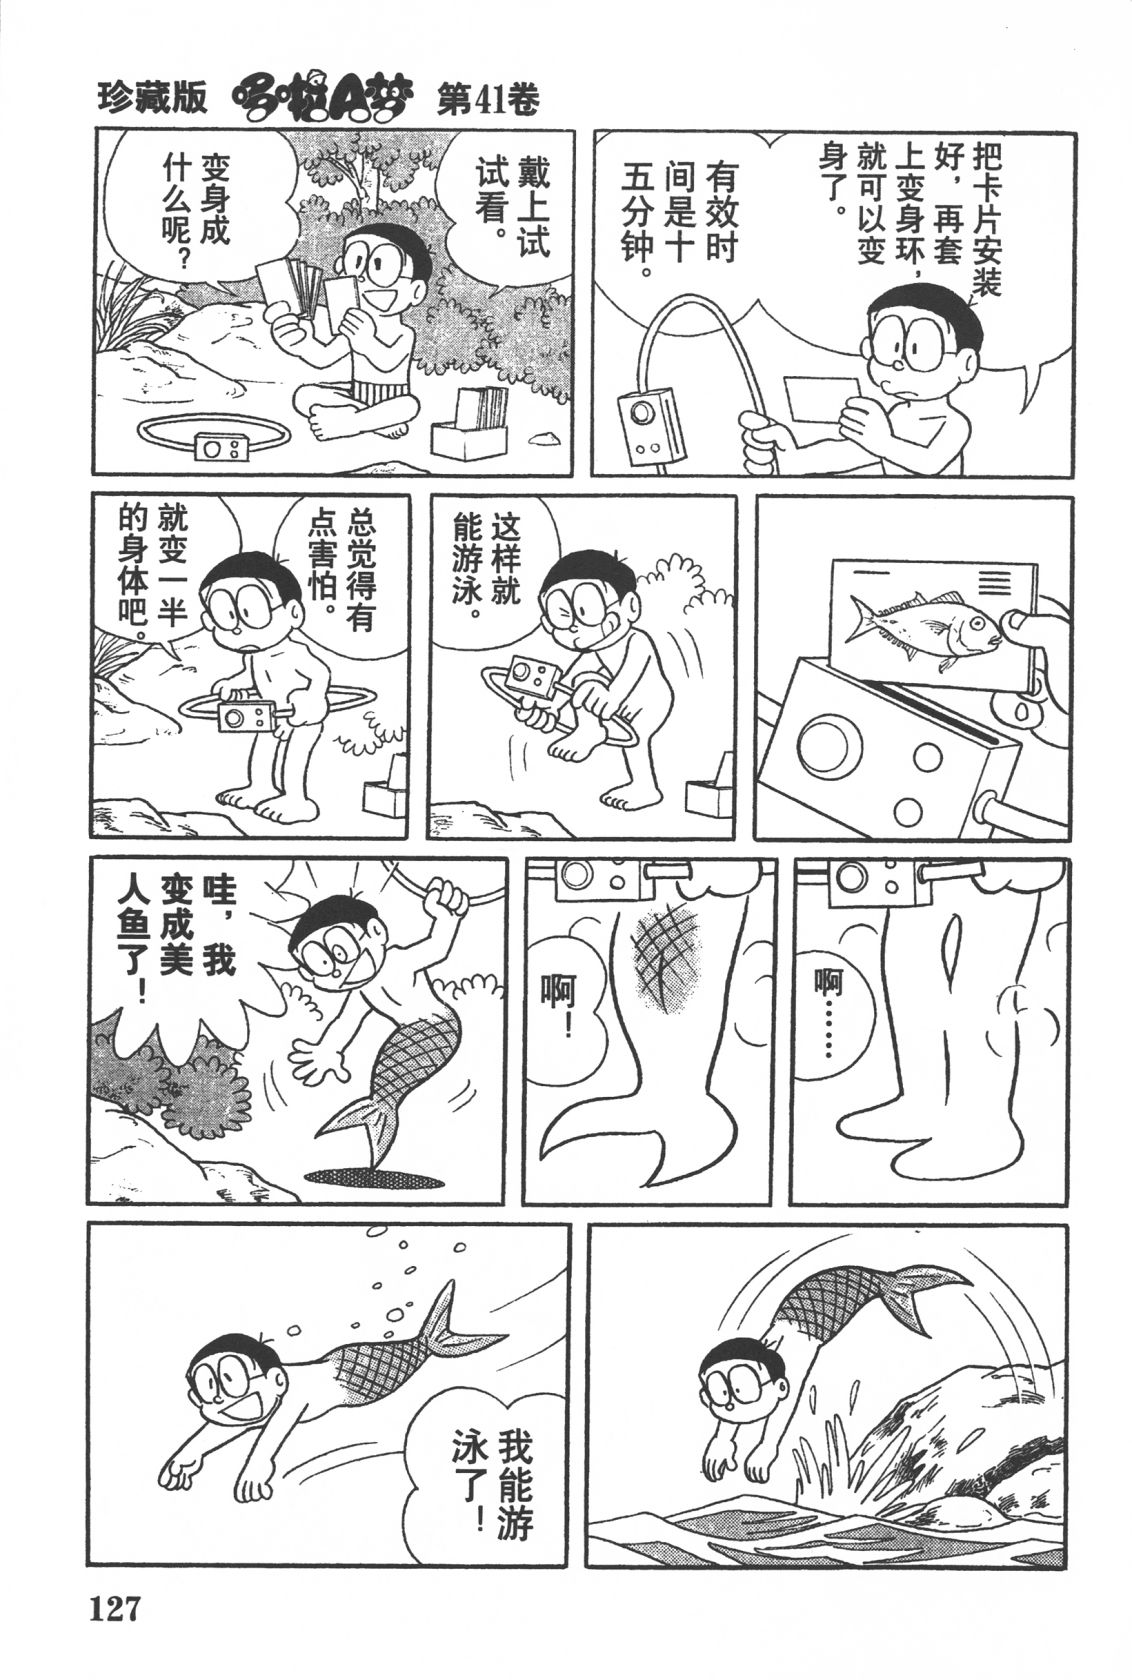 珍藏版 哆啦A梦 第41卷
把卡片安装
好，再套
上变身环，
就可以变
身了。
有效时
间是十
五分钟。
戴上试
试看。
变身成
什么呢？
这样就
能游泳。
总觉得有
点害怕。
就变一半
的身体吧。
啊……
啊！
哇，我
变成美
人鱼了！
我能游
泳了！
127